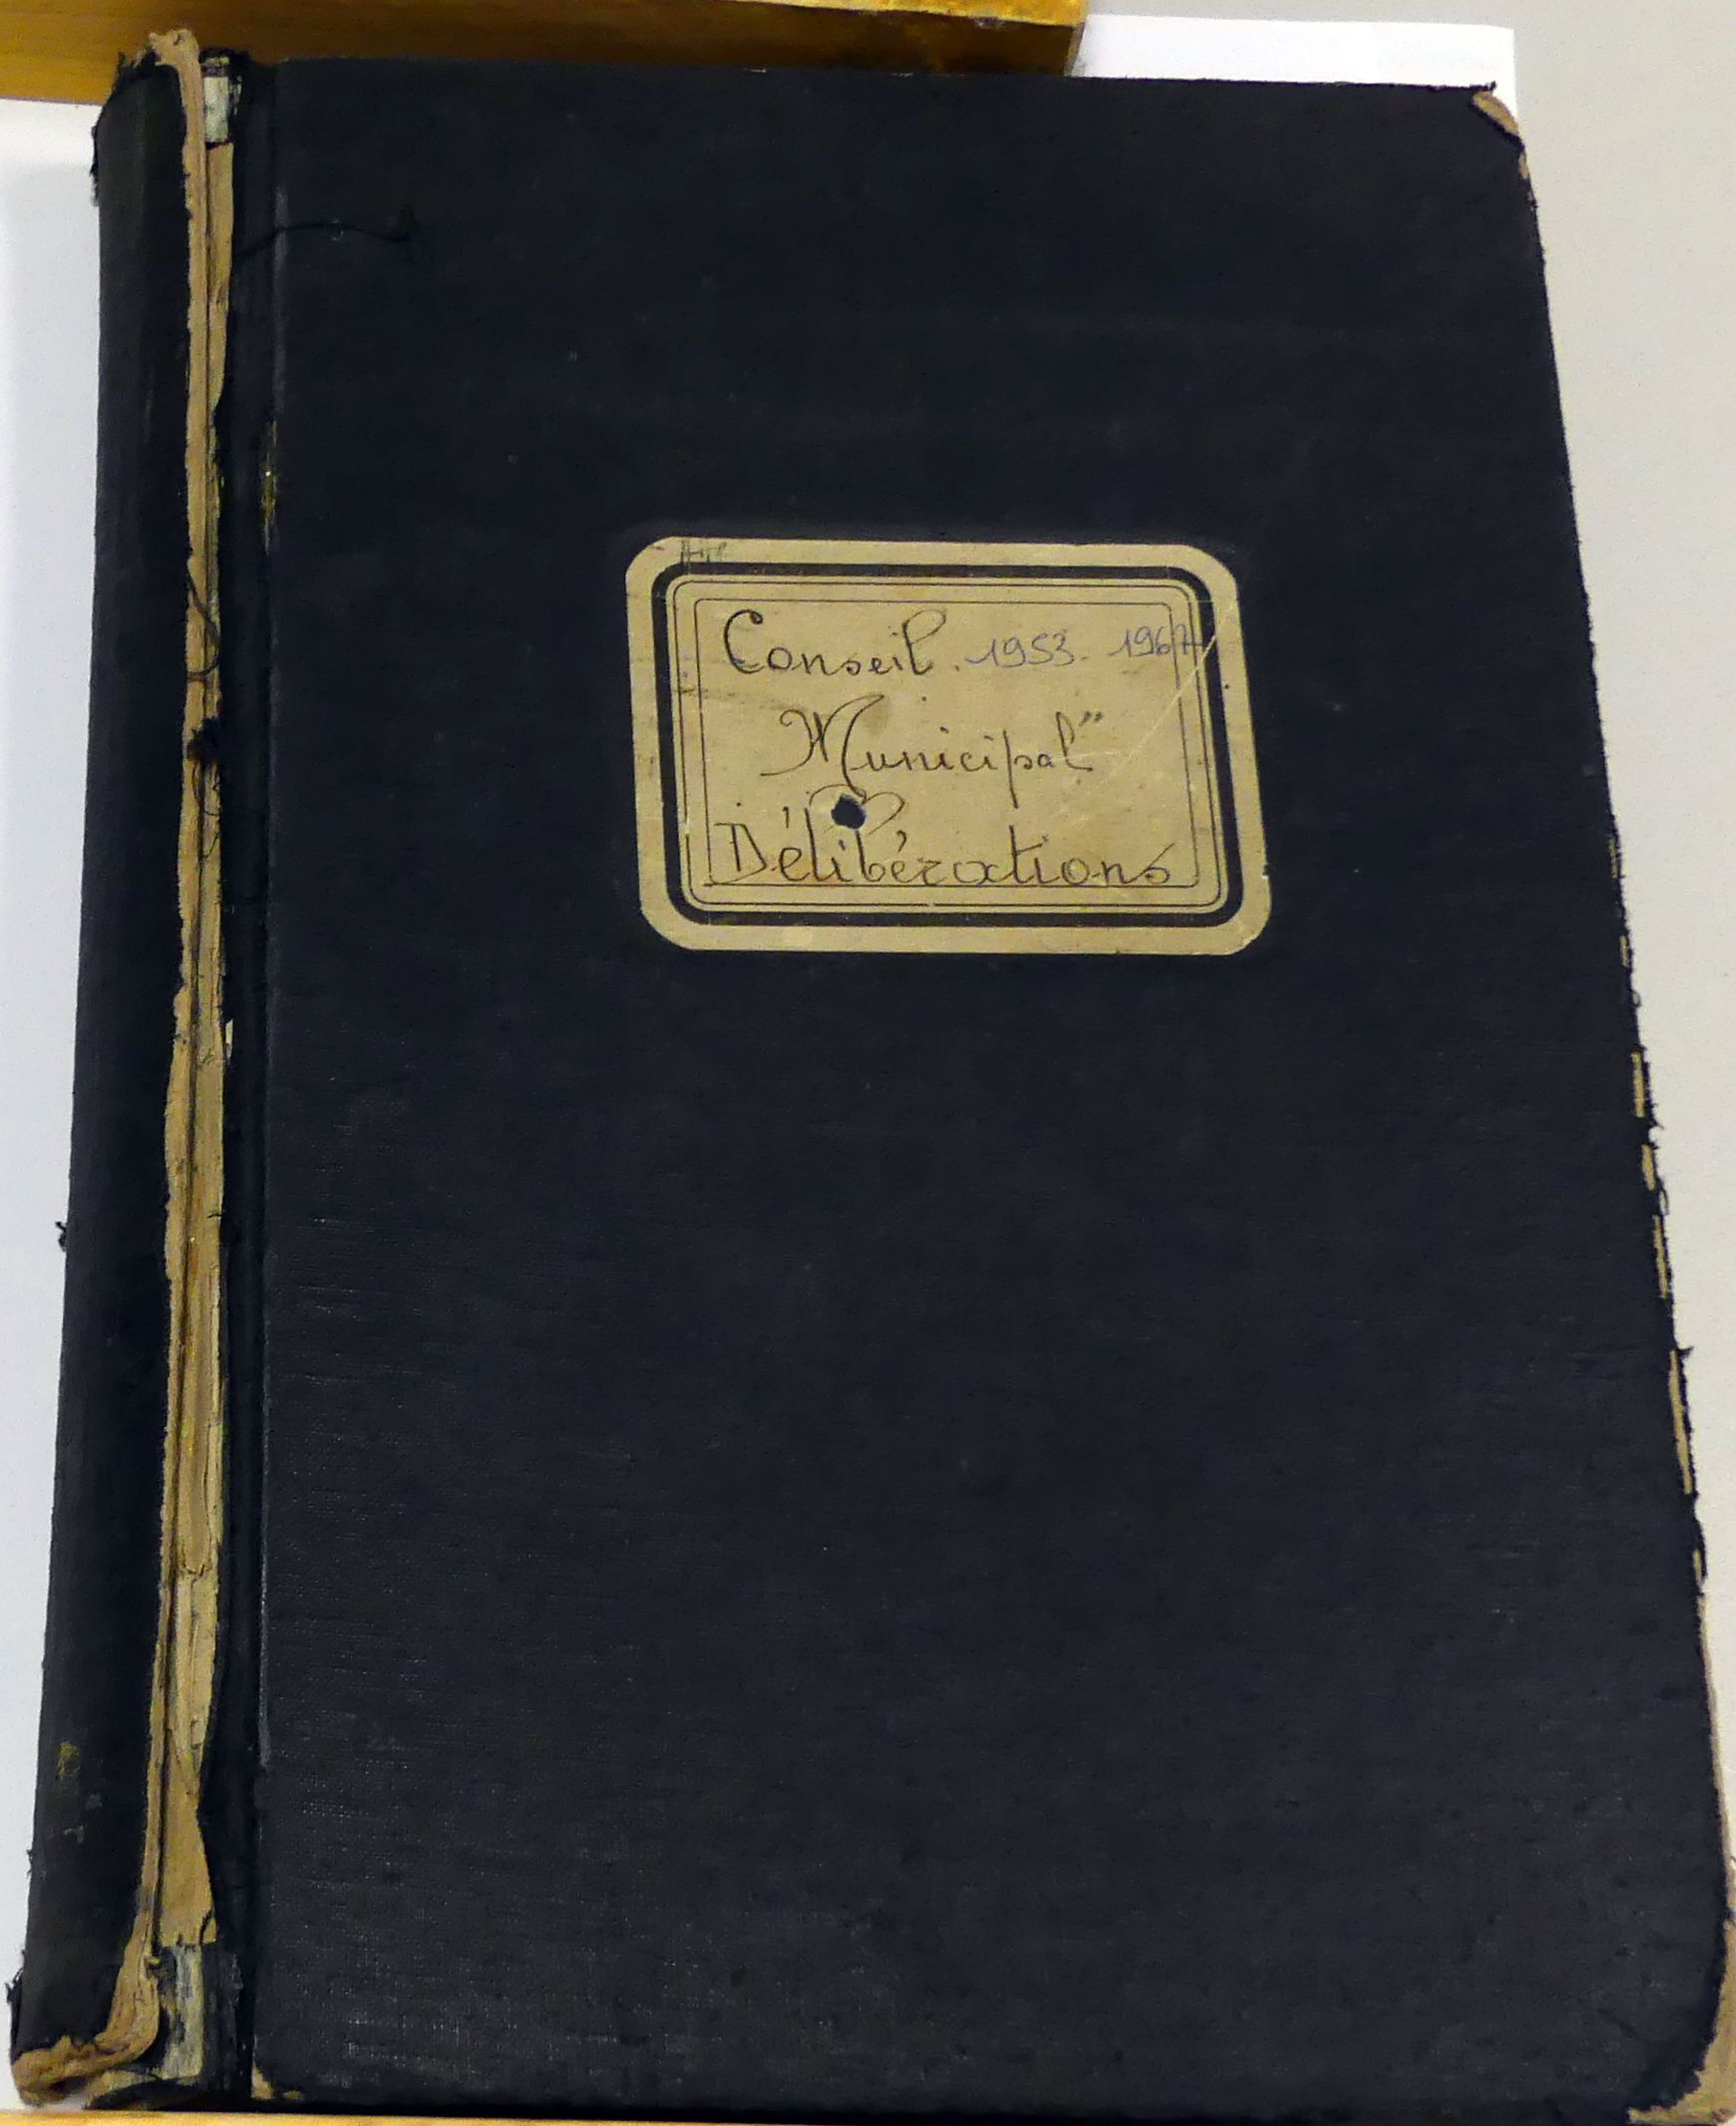 Conseil. 1953. 1967
Municipal"
Délibérations